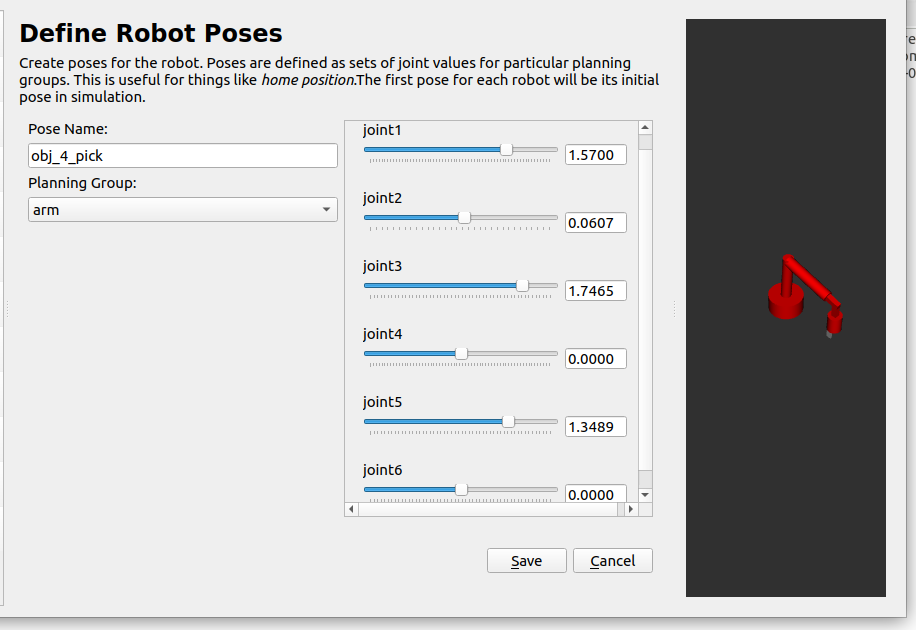 Define Robot Poses
Create poses for the robot. Poses are defined as sets of joint values for particular planning
groups. This is useful for things like home position.The first pose for each robot will be its initial
pose in simulation.
Pose Name:
obj_4_pick
Planning Group:
arm
joint1
1.5700
joint2
0.0607
joint3
1.7465
joint4
0.0000
joint5
1.3489
joint6
0.0000
Save
Cancel